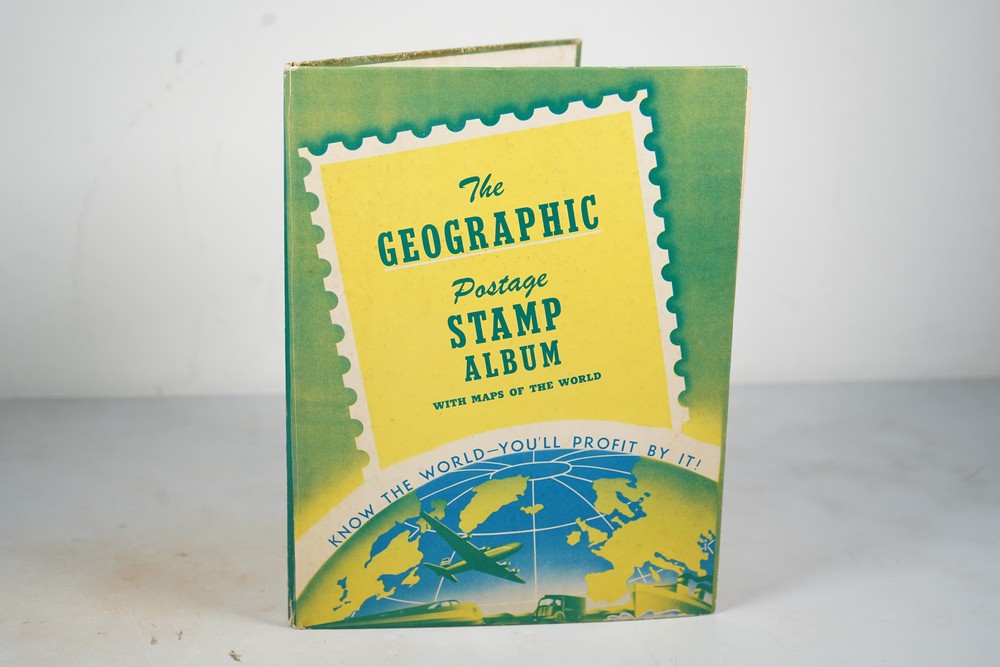 The
GEOGRAPHIC
Postage
STAMP
ALBUM
WITH MAPS OF THE WORLD
KNOW THE WORLD—YOU'LL PROFIT BY IT!